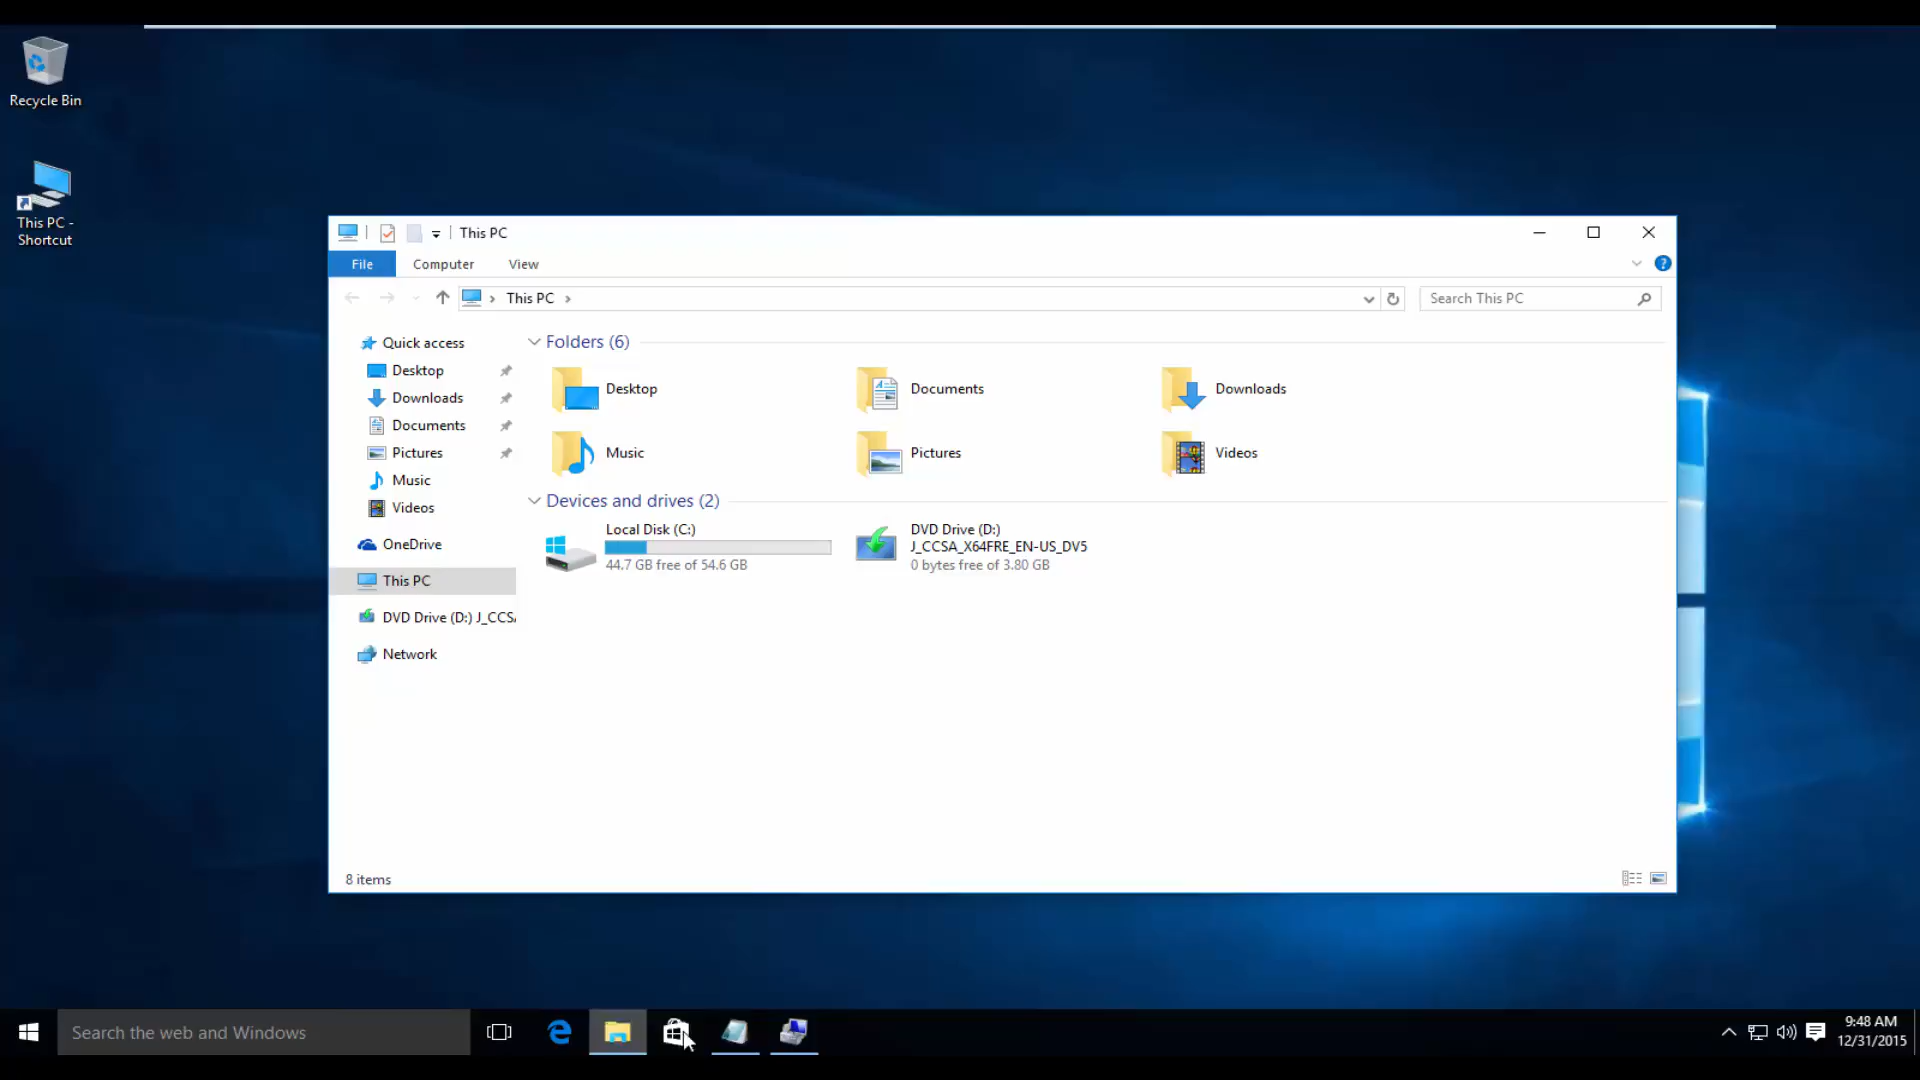 Recycle Bin
This PC -
Shortcut
This PC
File
Computer
View
This PC
Search This PC
Quick access
Desktop
Downloads
Documents
Pictures
Music
Videos
OneDrive
This PC
DVD Drive (D:) J_CCSA
Network
Folders (6)
Desktop
Documents
Downloads
Music
Pictures
Videos
Devices and drives (2)
Local Disk (C:)
44.7 GB free of 54.6 GB
DVD Drive (D:)
J_CCSA_X64FRE_EN-US_DV5
0 bytes free of 3.80 GB
8 items
Search the web and Windows
9:48 AM
12/31/2015